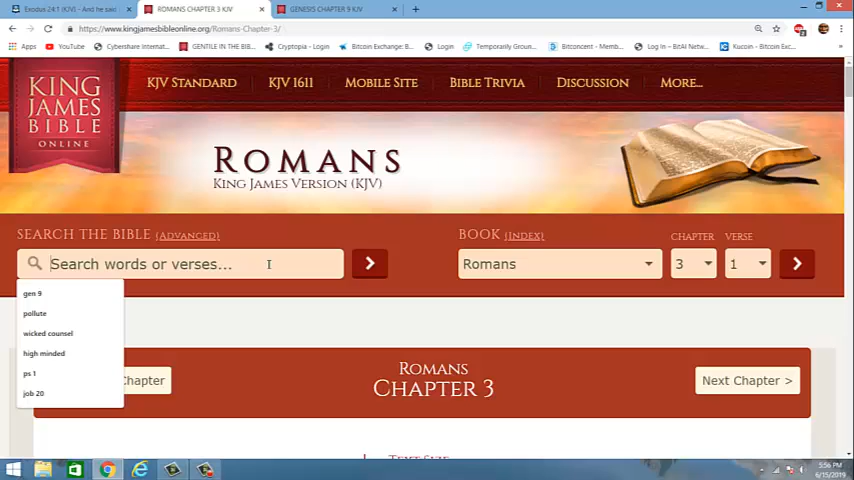 Exodus 24:1 (KJV) - And he said
ROMANS CHAPTER 3 KJV
GENESIS CHAPTER 9 KJV
https://www.kingjamesbibleonline.org/Romans-Chapter-3/
Apps
YouTube
Cybershare Internat...
GENTILE IN THE BIBL...
Cryptopia - Login
Bitcoin Exchange: B...
Login
Temporarily Groun...
Bitconcent - Memb...
Log In – BitAI Netwo...
Kucoin - Bitcoin Exc...
KING
JAMES
BIBLE
ONLINE
KJV STANDARD
KJV 1611
MOBILE SITE
BIBLE TRIVIA
DISCUSSION
MORE...
ROMANS
KING JAMES VERSION (KJV)
SEARCH THE BIBLE (ADVANCED)
BOOK (INDEX)
CHAPTER
VERSE
Search words or verses...
Romans
3
1
gen 9
pollute
wicked counsel
high minded
ps 1
job 20
hapter
ROMANS
CHAPTER 3
Next Chapter >
TEXT SIZE
5:56 PM
6/15/2019